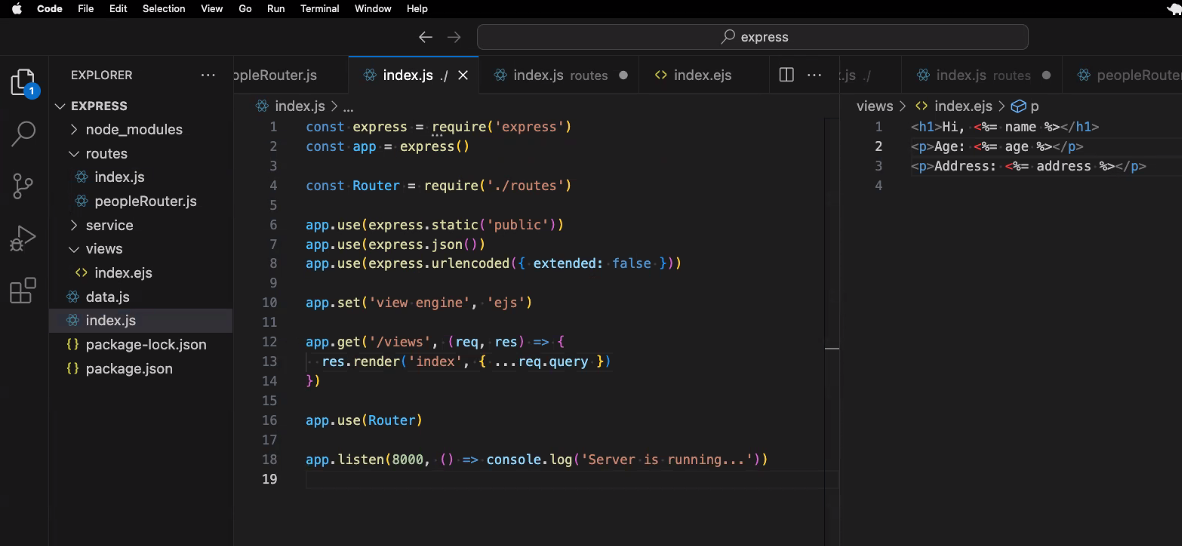 Code File Edit Selection View Go Run Terminal Window Help
express
EXPLORER
1
EXPRESS
node_modules
routes
index.js
peopleRouter.js
service
views
index.ejs
data.js
index.js
package-lock.json
package.json
opleRouter.js index.js ./ index.js routes index.ejs
index.js > ...
1 const express = require('express')
2 const app = express()
3
4 const Router = require('./routes')
5
6 app.use(express.static('public'))
7 app.use(express.json())
8 app.use(express.urlencoded({ extended: false }))
9
10 app.set('view engine', 'ejs')
11
12 app.get('/views', (req, res) => {
13 res.render('index', { ...req.query })
14 })
15
16 app.use(Router)
17
18 app.listen(8000, () => console.log('Server is running...'))
19
.js ./ index.js routes peopleRoute
views > index.ejs > p
1 <h1>Hi, <%= name %></h1>
2 <p>Age: <%= age %></p>
3 <p>Address: <%= address %></p>
4